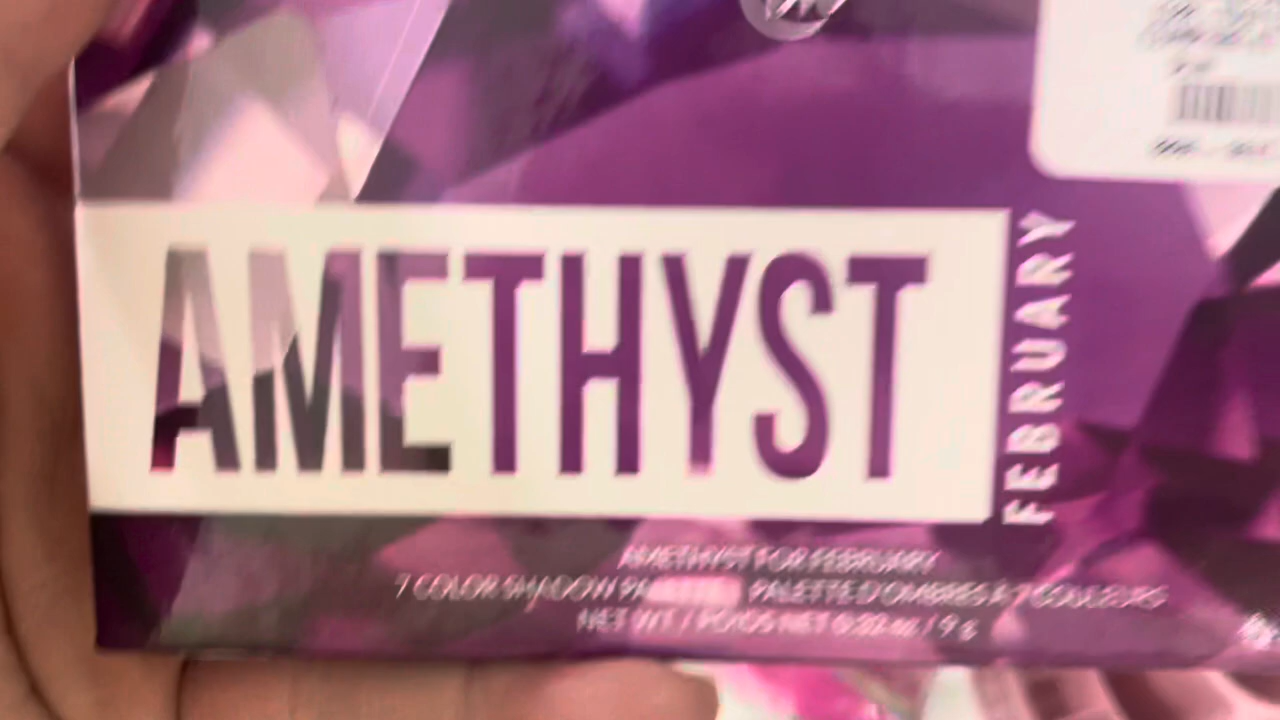 AMETHYST
FEBRUARY
AMETHYST FOR FEBRUARY
7 COLOR SHADOW PALETTE PALETTE D'OMBRES À 7 COULEURS
NET WT / POIDS NET 0.32 oz / 9 g